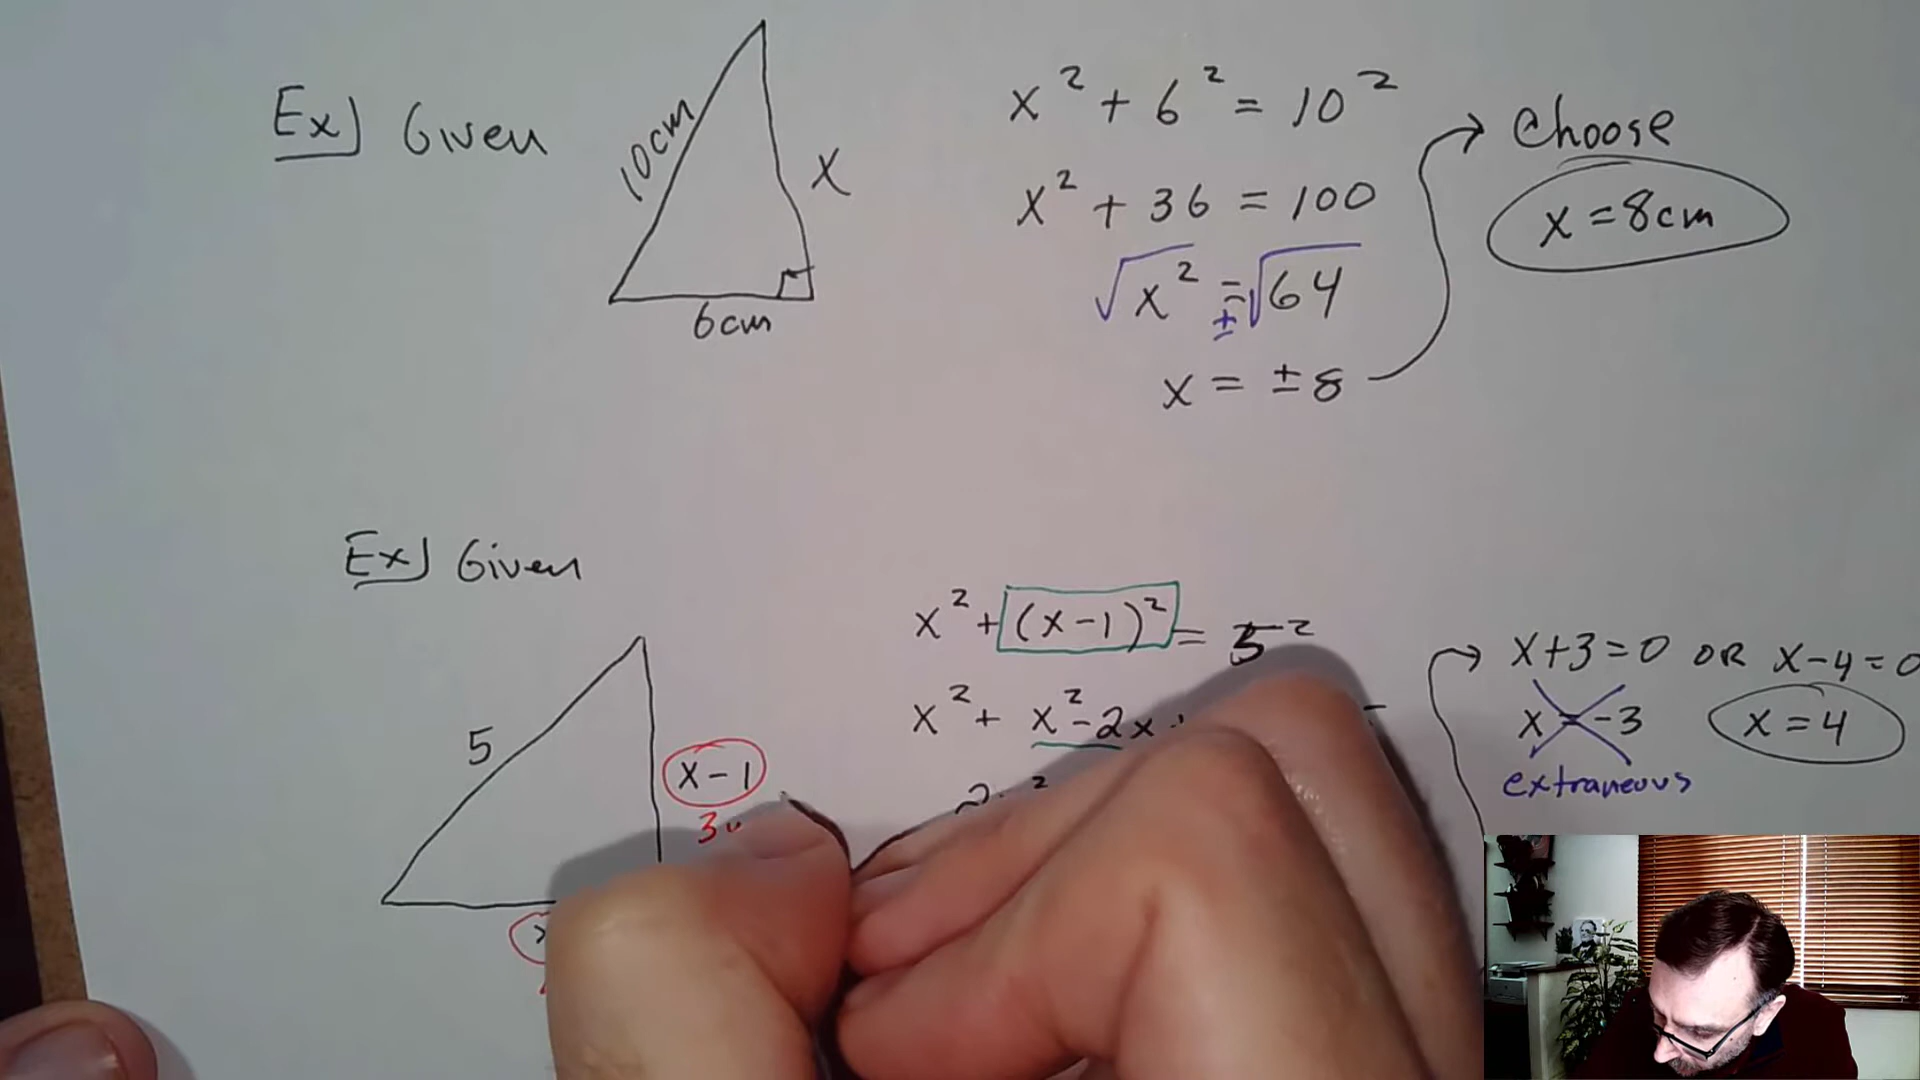 Ex) Given
10cm
x
6cm
x² + 6² = 10²
x² + 36 = 100
√x² = ±√64
x = ±8
choose
x = 8cm
Ex) Given
5
x-1
3
x² + (x-1)² = 5²
x² + x² - 2x
x+3=0 OR x-4=0
x = -3
x = 4
extraneous